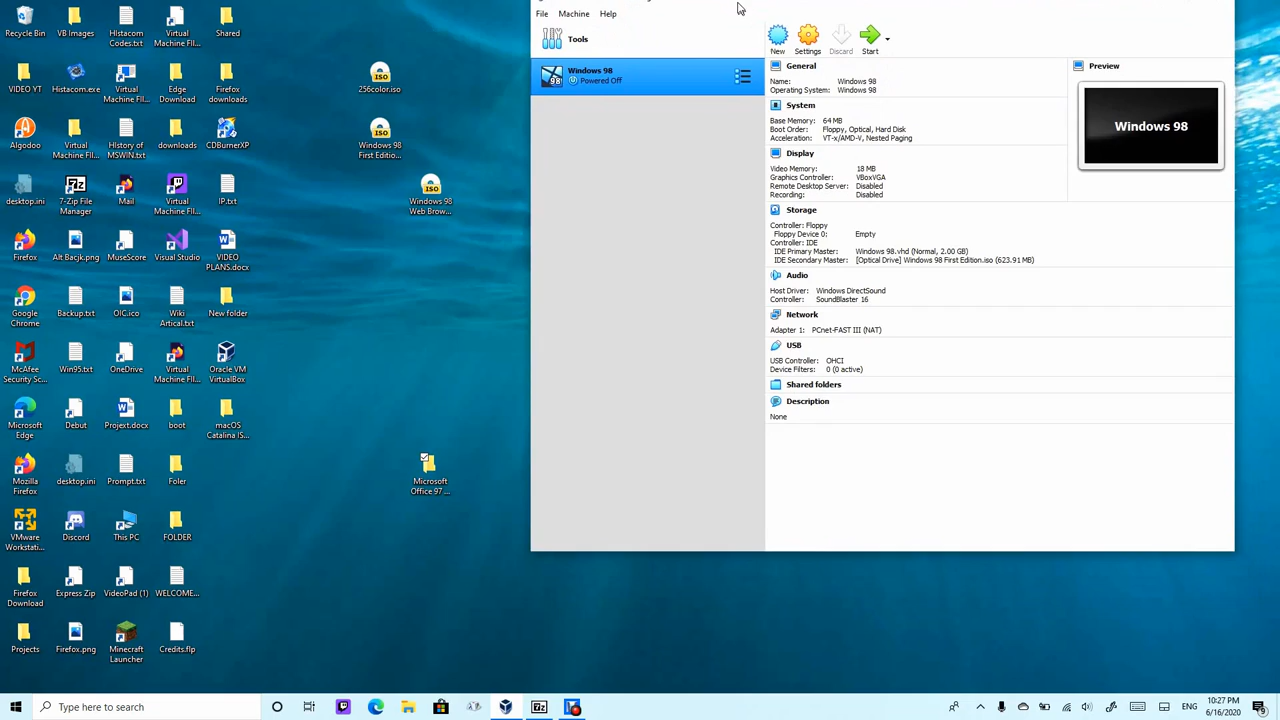 File Machine Help
Tools
New Settings Discard Start
Windows 98
Powered Off
General
Name: Windows 98
Operating System: Windows 98
System
Base Memory: 64 MB
Boot Order: Floppy, Optical, Hard Disk
Acceleration: VT-x/AMD-V, Nested Paging
Display
Video Memory: 18 MB
Graphics Controller: VBoxVGA
Remote Desktop Server: Disabled
Recording: Disabled
Storage
Controller: Floppy
Floppy Device 0: Empty
Controller: IDE
IDE Primary Master: Windows 98.vhd (Normal, 2.00 GB)
IDE Secondary Master: [Optical Drive] Windows 98 First Edition.iso (623.91 MB)
Audio
Host Driver: Windows DirectSound
Controller: SoundBlaster 16
Network
Adapter 1: PCnet-FAST III (NAT)
USB
USB Controller: OHCI
Device Filters: 0 (0 active)
Shared folders
Description
None
Preview
Windows 98
Recycle Bin VB Images HIstacom Virtual Shared
Codes.txt Machine FII...
VIDEO YT Histacom.exe Virtual Edge Firefox
Machine FII... Download downloads
Algodoo Virtual HIstory of downloads CDBurnerXP
Machine FII... MSWIN.txt
desktop.ini 7-Zip File Mail Virtual IP.txt
Manager Machine FII...
Firefox Alt Bacjk.png MuseScore Visual Studio VIDEO
PLANS.docx
Google Backup.txt OIC.ico Wiki New folder
Chrome Artical.txt
McAfee Win95.txt OneDrive Virtual Oracle VM
Security Sc... Machine FII... VirtualBox
Microsoft Debut Projext.docx boot macOS
Edge Catalina IS...
Mozilla desktop.ini Prompt.txt Foler
Firefox
VMware Discord This PC FOLDER
Workstati...
Firefox Express Zip VideoPad (1) WELCOME...
Download
Projects Firefox.png Minecraft Credits.flp
Launcher
ISO
256color.iso
ISO
Windows 98
First Editio...
ISO
Windows 98
Web Brow...
Microsoft
Office 97 ...
Type here to search
ENG
10:27 PM
6/16/2020
9